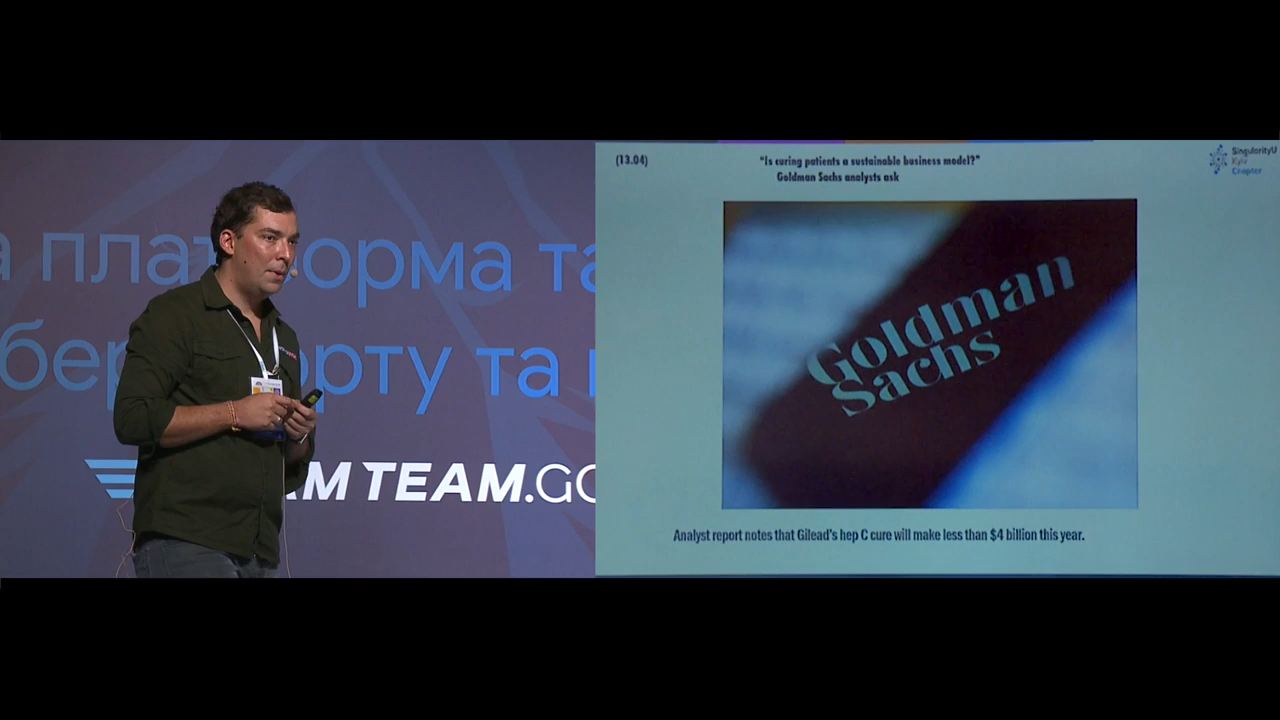 а платформа та
бер орту та
AM TEAM.GO
(13.04)
"Is curing patients a sustainable business model?"
Goldman Sachs analysts ask
SingularityU
Kyiv
Chapter
Goldman
Sachs
Analyst report notes that Gilead's hep C cure will make less than $4 billion this year.